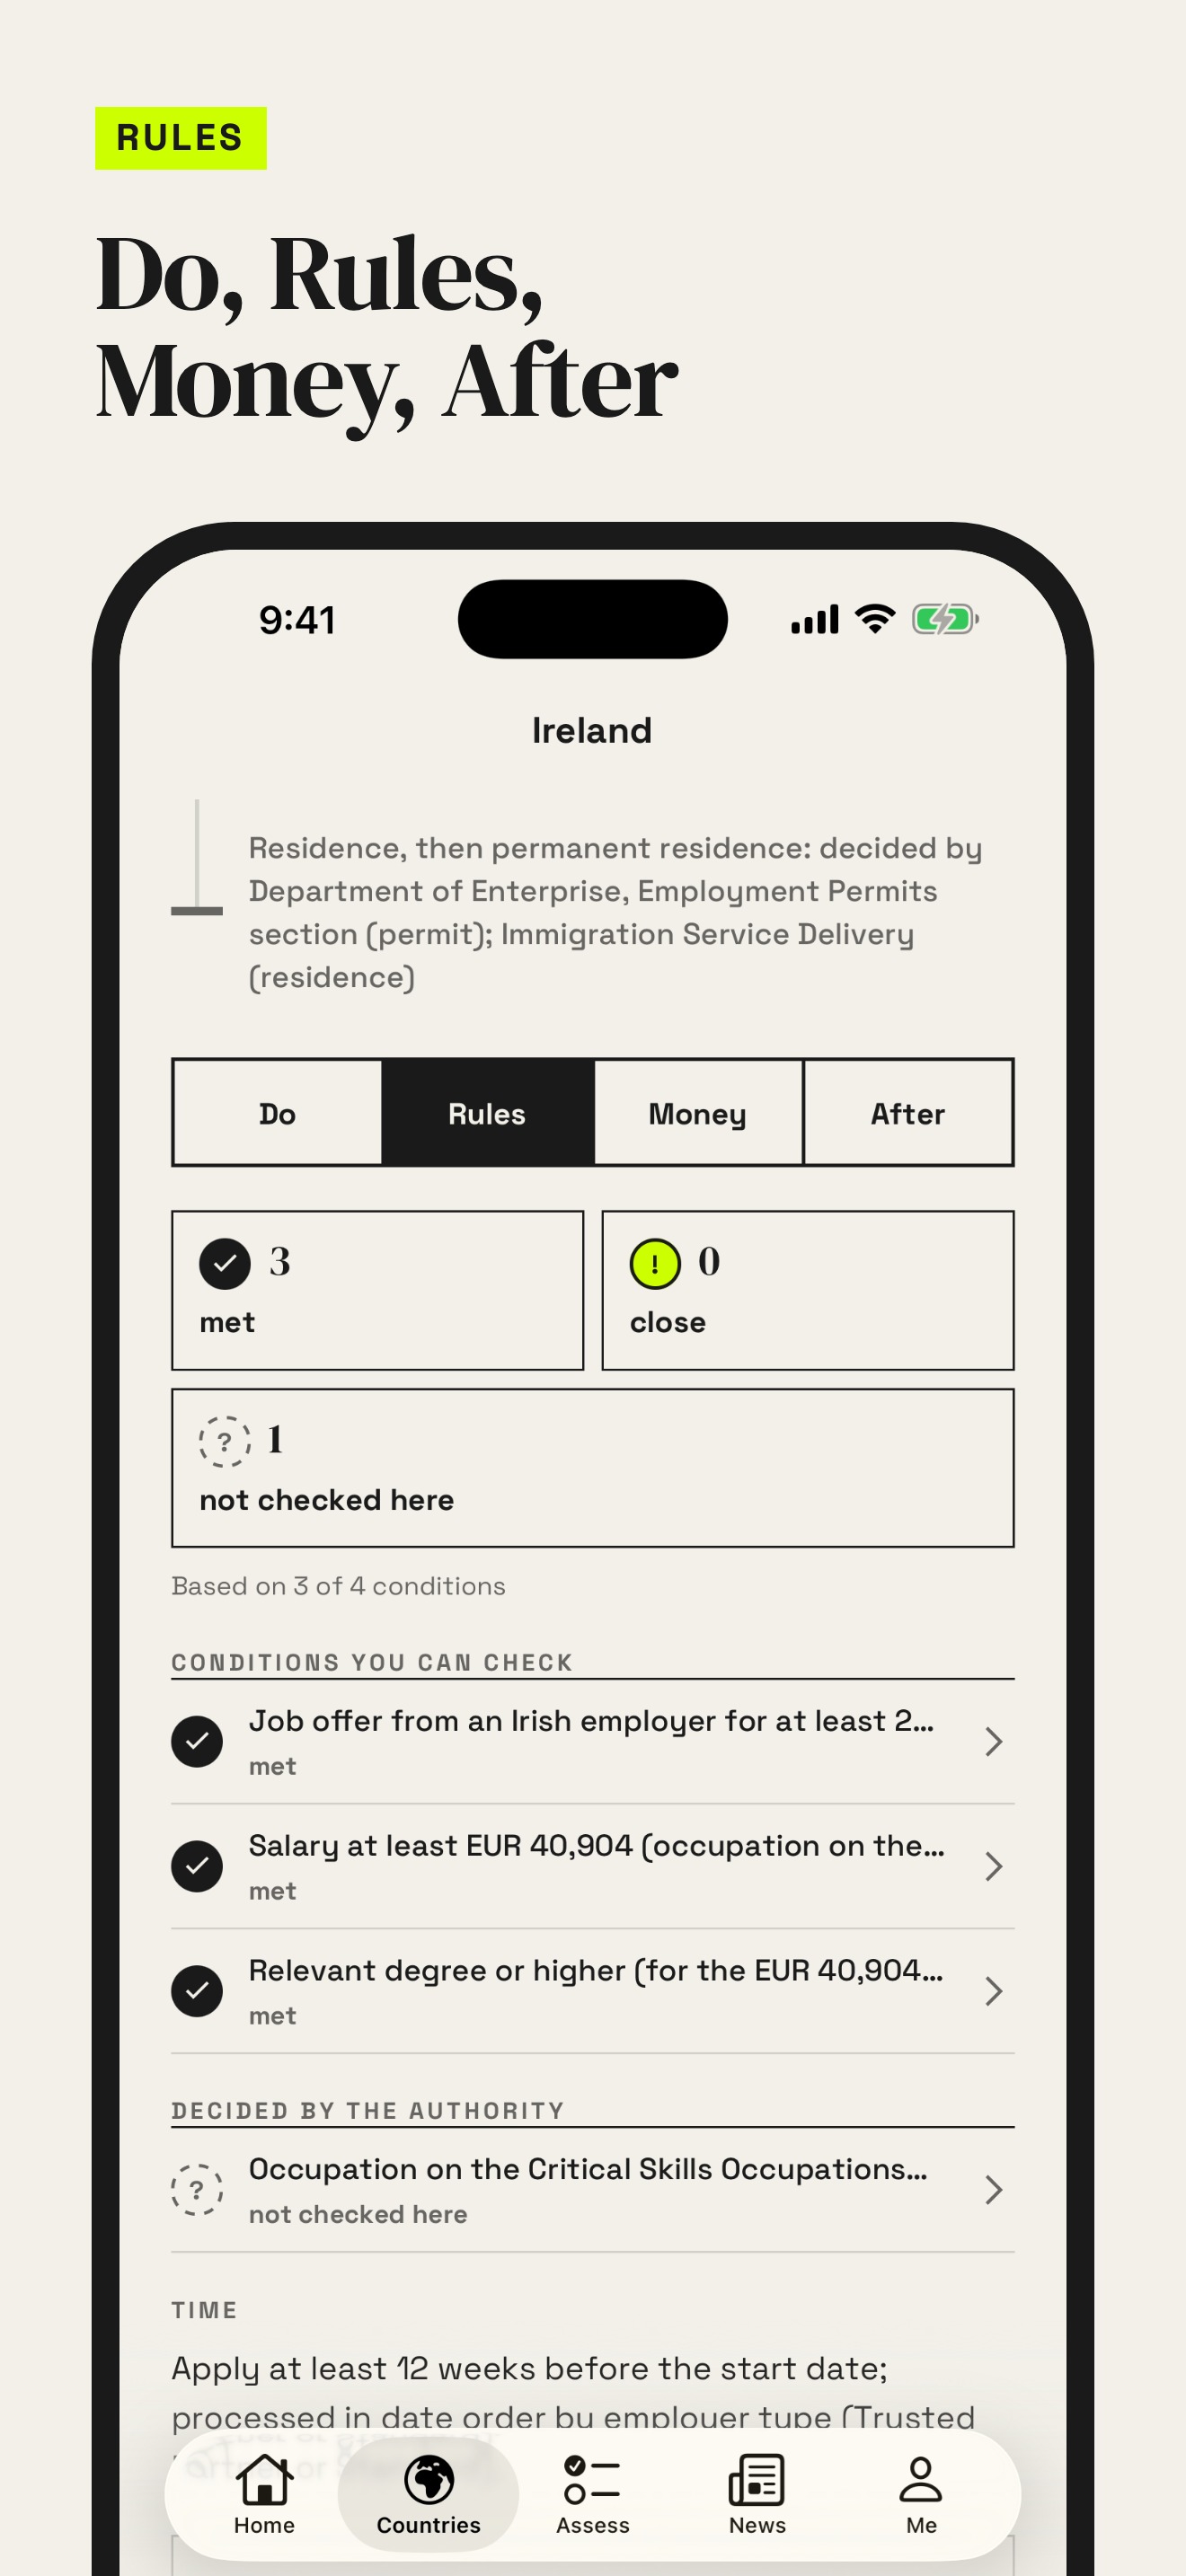 RULES
Do, Rules,
Money, After
9:41
Ireland
Residence, then permanent residence: decided by
Department of Enterprise, Employment Permits
section (permit); Immigration Service Delivery
(residence)
Do Rules Money After
3 ! 0
met close
? 1
not checked here
Based on 3 of 4 conditions
CONDITIONS YOU CAN CHECK
Job offer from an Irish employer for at least 2...
met
Salary at least EUR 40,904 (occupation on the...
met
Relevant degree or higher (for the EUR 40,904...
met
DECIDED BY THE AUTHORITY
? Occupation on the Critical Skills Occupations...
not checked here
TIME
Apply at least 12 weeks before the start date;
processed in date order by employer type (Trusted
or
Home Countries Assess News Me